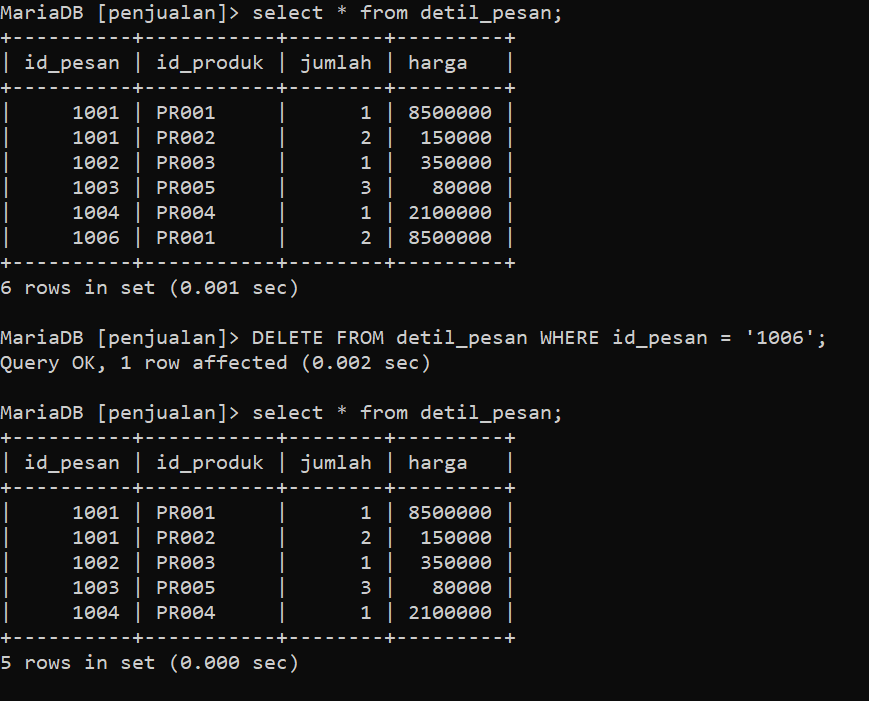 MariaDB [penjualan]> select * from detil_pesan;
+----------+-----------+--------+---------+
| id_pesan | id_produk | jumlah | harga   |
+----------+-----------+--------+---------+
|     1001 | PR001     |      1 | 8500000 |
|     1001 | PR002     |      2 |  150000 |
|     1002 | PR003     |      1 |  350000 |
|     1003 | PR005     |      3 |   80000 |
|     1004 | PR004     |      1 | 2100000 |
|     1006 | PR001     |      2 | 8500000 |
+----------+-----------+--------+---------+
6 rows in set (0.001 sec)

MariaDB [penjualan]> DELETE FROM detil_pesan WHERE id_pesan = '1006';
Query OK, 1 row affected (0.002 sec)

MariaDB [penjualan]> select * from detil_pesan;
+----------+-----------+--------+---------+
| id_pesan | id_produk | jumlah | harga   |
+----------+-----------+--------+---------+
|     1001 | PR001     |      1 | 8500000 |
|     1001 | PR002     |      2 |  150000 |
|     1002 | PR003     |      1 |  350000 |
|     1003 | PR005     |      3 |   80000 |
|     1004 | PR004     |      1 | 2100000 |
+----------+-----------+--------+---------+
5 rows in set (0.000 sec)